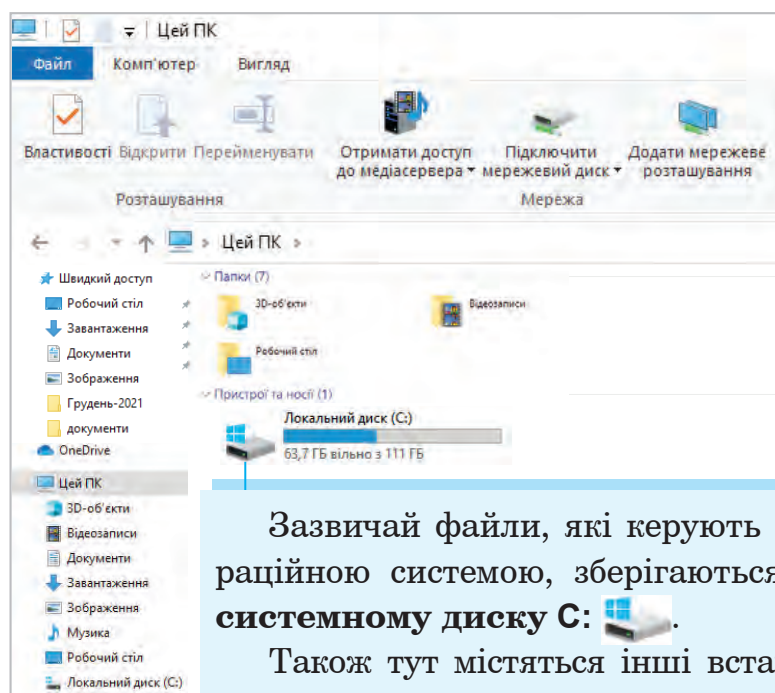 Цей ПК
Файл Комп'ютер Вигляд
Властивості Відкрити Перейменувати Отримати доступ до медіасервера Підключити мережевий диск Додати мережеве розташування
Розташування Мережа
Цей ПК
Швидкий доступ
Робочий стіл
Завантаження
Документи
Зображення
Грудень-2021
документи
OneDrive
Цей ПК
3D-об'єкти
Відеозаписи
Документи
Завантаження
Зображення
Музика
Робочий стіл
Локальний диск (C:)
Папки (7)
3D-об'єкти Відеозаписи
Робочий стіл
Пристрої та носії (1)
Локальний диск (C:)
63,7 ГБ вільно з 111 ГБ
Зазвичай файли, які керують
раційною системою, зберігаються
системному диску C:
Також тут містяться інші вста